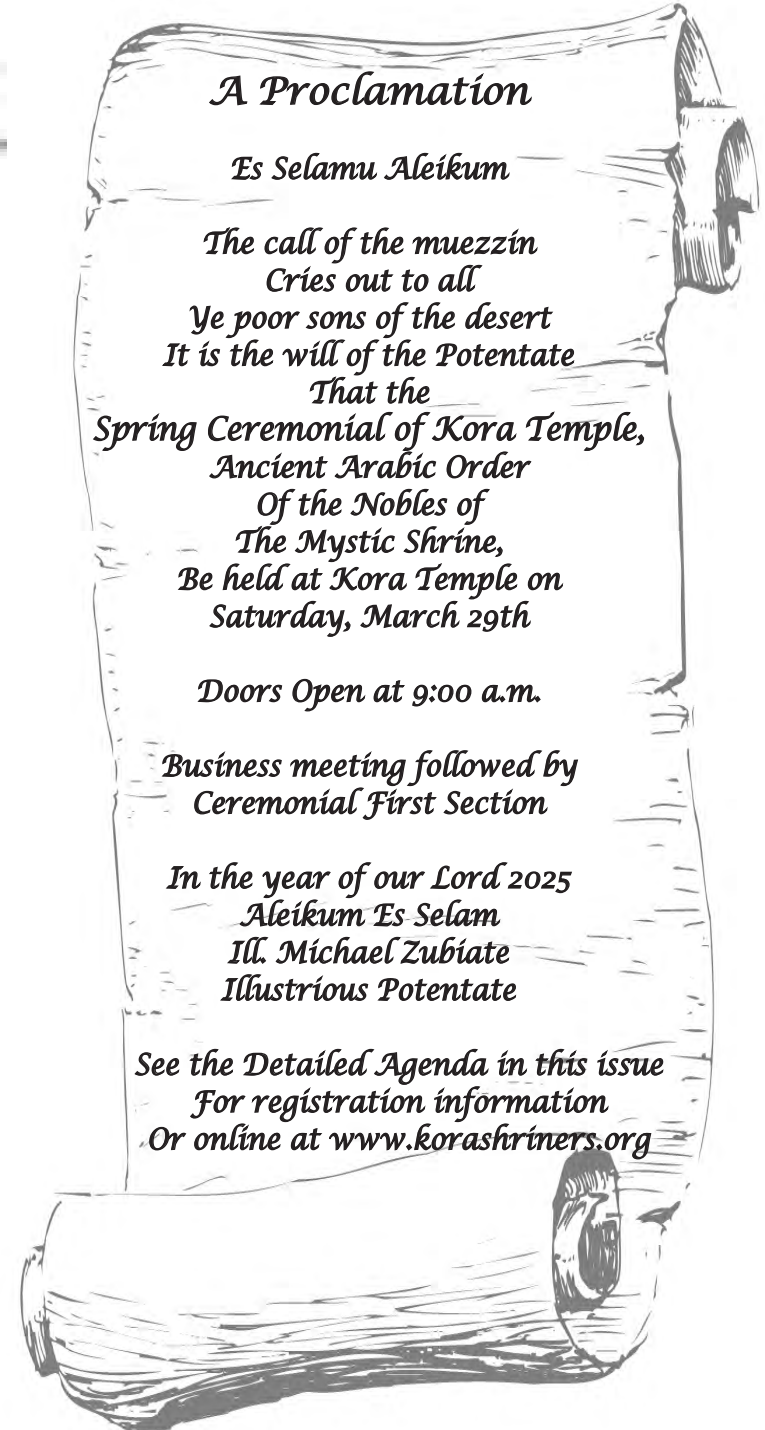 A Proclamation
Es Selamu Aleikum
The call of the muezzin
Cries out to all
Ye poor sons of the desert
It is the will of the Potentate
That the
Spring Ceremonial of Kora Temple,
Ancient Arabic Order
Of the Nobles of
The Mystic Shrine,
Be held at Kora Temple on
Saturday, March 29th
Doors Open at 9:00 a.m.
Business meeting followed by
Ceremonial First Section
In the year of our Lord 2025
Aleikum Es Selam
Ill. Michael Zubiate
Illustrious Potentate
See the Detailed Agenda in this issue
For registration information
Or online at www.korashriners.org